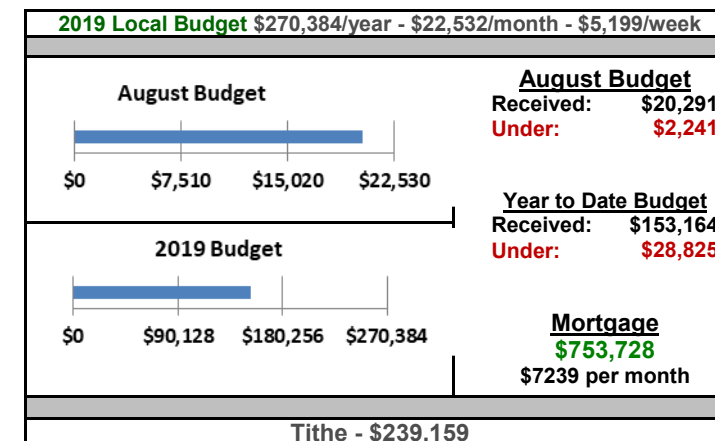 2019 Local Budget $270,384/year - $22,532/month - $5,199/week
August Budget
$0 $7,510 $15,020 $22,530
August Budget
Received: $20,291
Under: $2,241
2019 Budget
$0 $90,128 $180,256 $270,384
Year to Date Budget
Received: $153,164
Under: $28,825
Mortgage
$753,728
$7239 per month
Tithe - $239,159